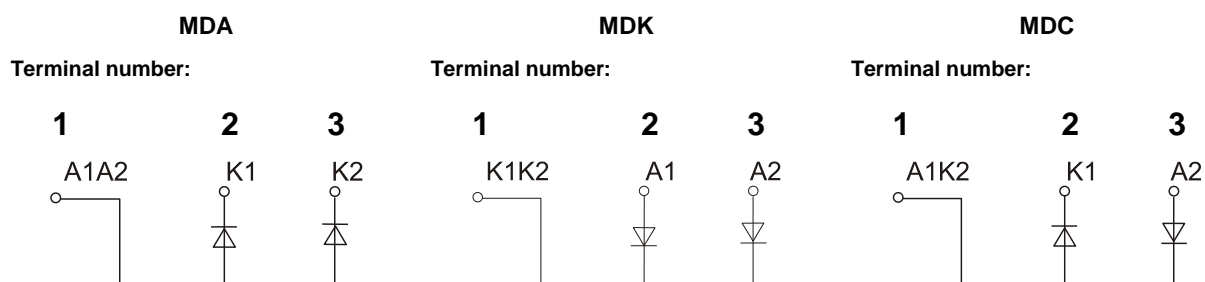 MDA MDK MDC
Terminal number: Terminal number: Terminal number:
1 2 3 1 2 3 1 2 3
A1A2 K1 K2 K1K2 A1 A2 A1K2 K1 A2